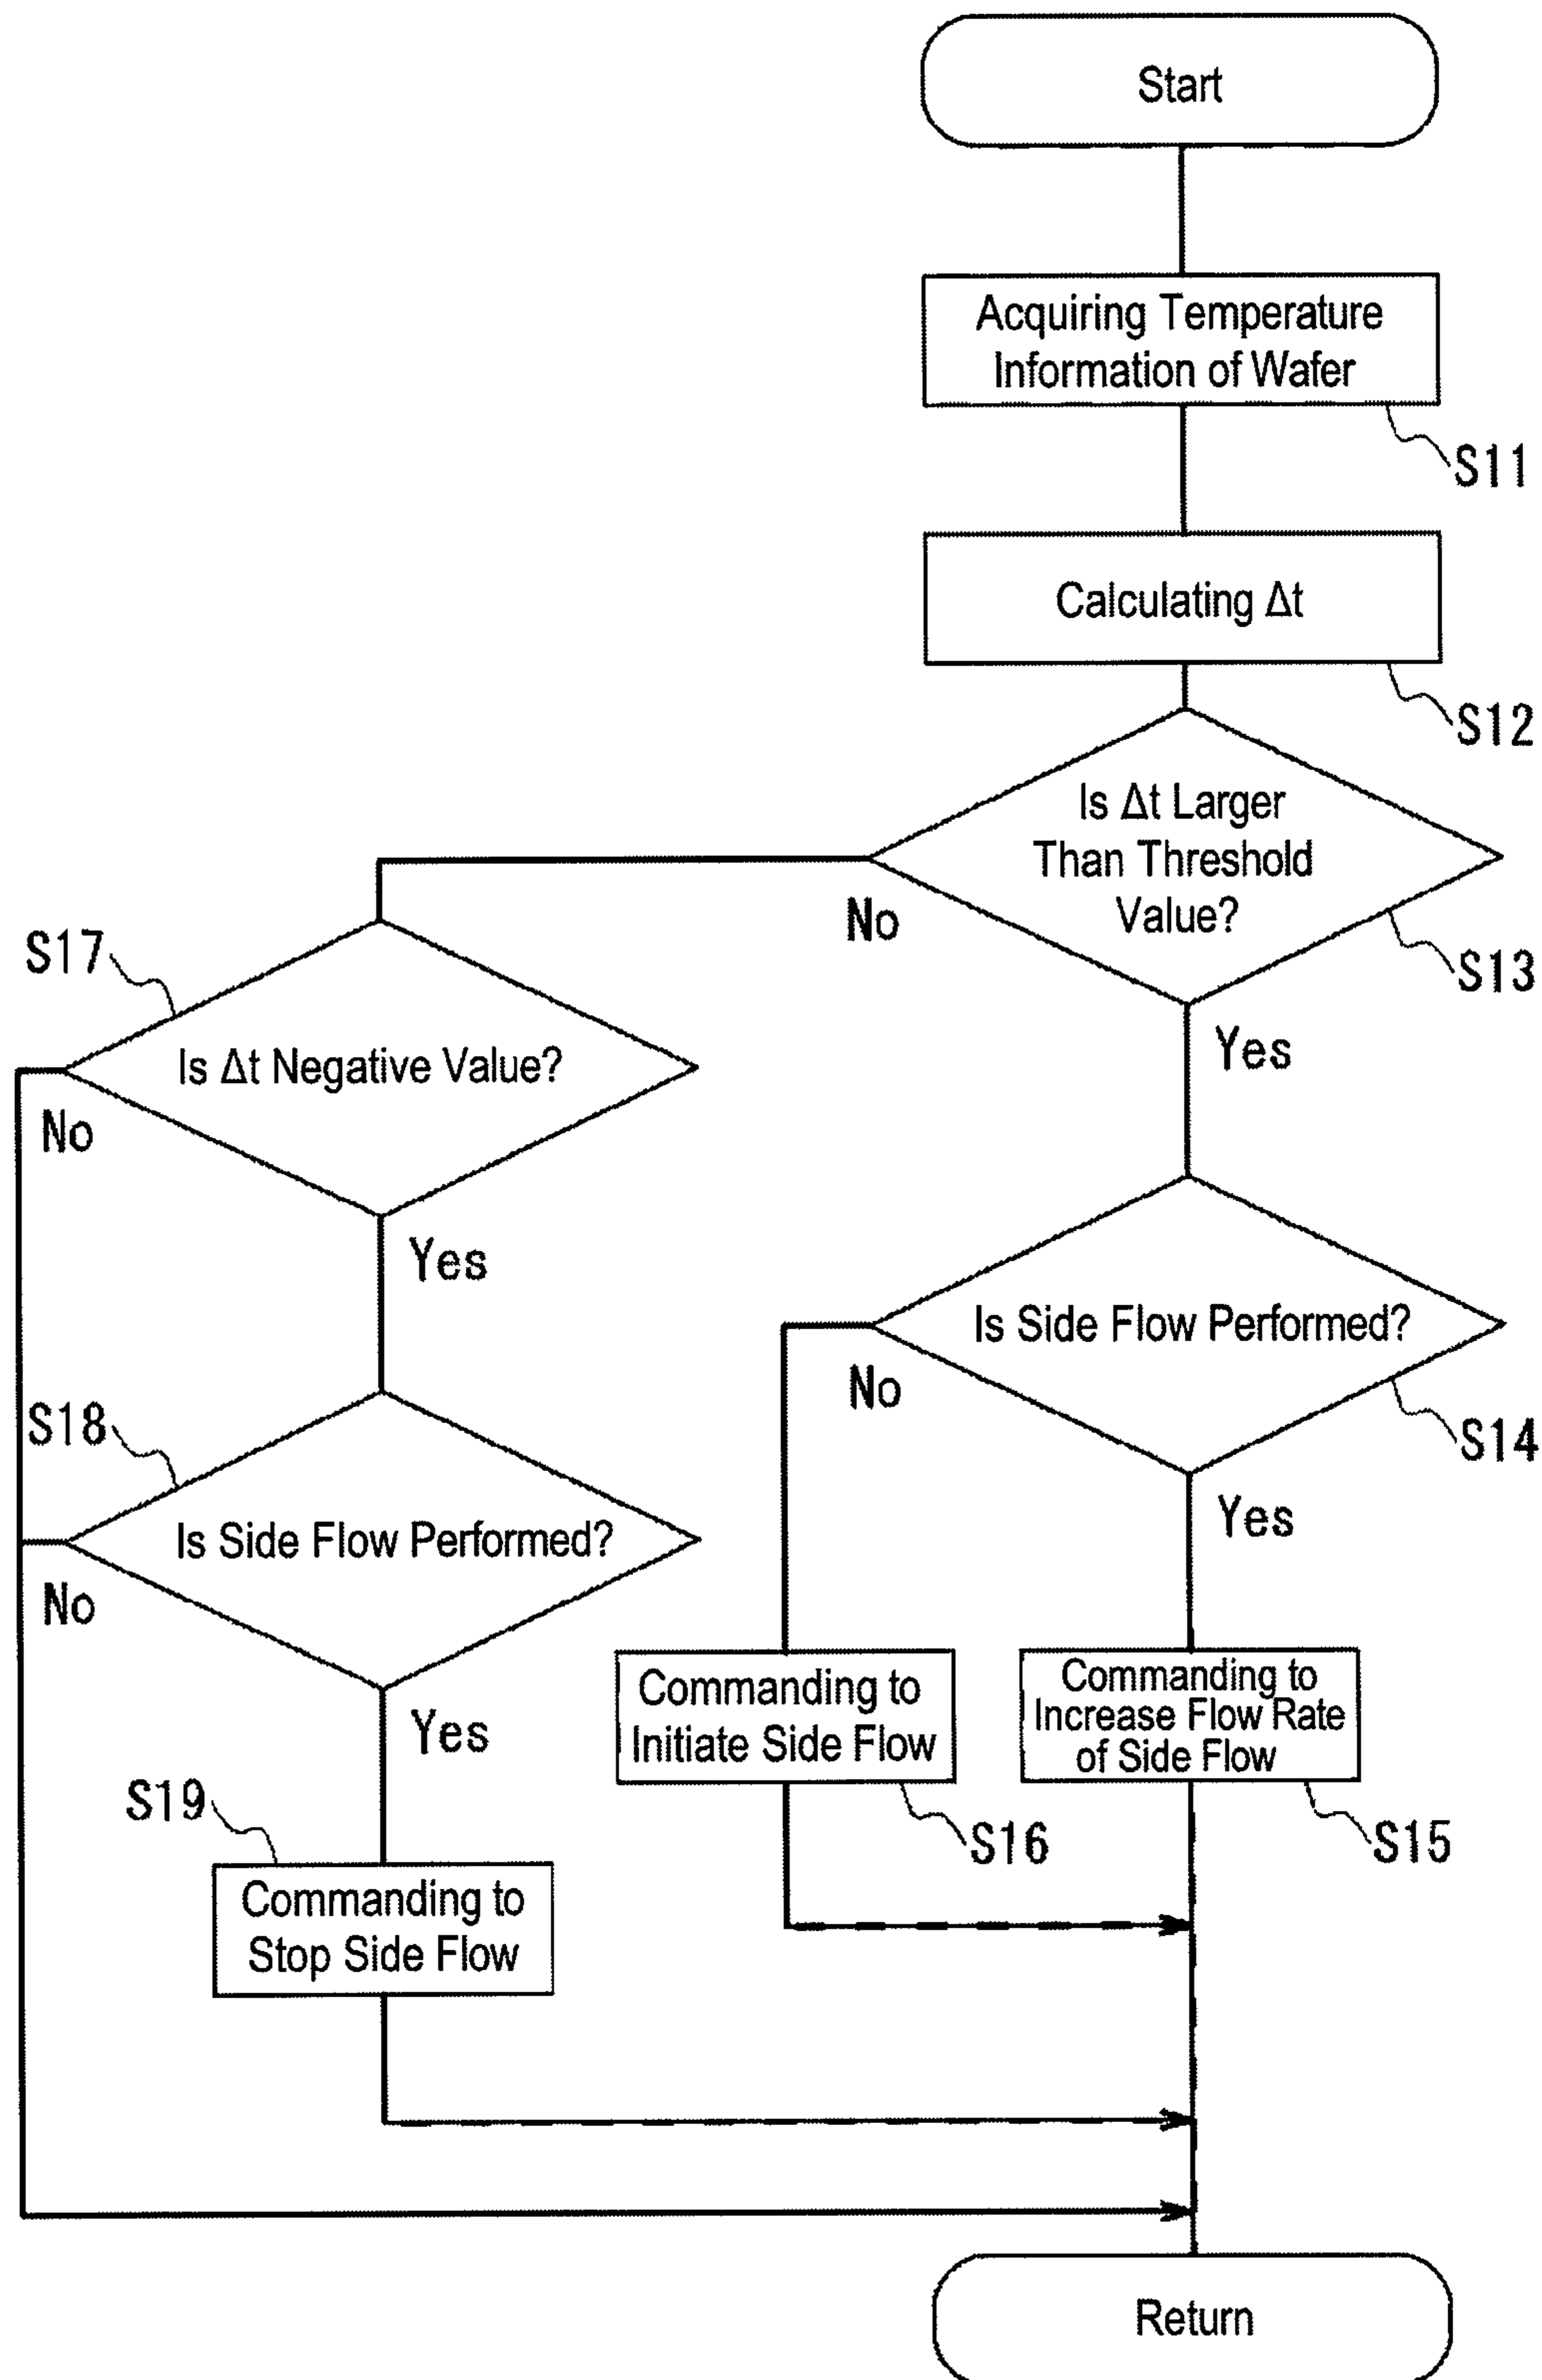 Start
Acquiring Temperature
Information of Wafer
S11
Calculating Δt
S12
Is Δt Larger
Than Threshold
Value?
No
S13
Yes
S17
Is Δt Negative Value?
No
Yes
Is Side Flow Performed?
No
S14
Yes
S18
Is Side Flow Performed?
No
Yes
Commanding to
Initiate Side Flow
S16
Commanding to
Increase Flow Rate
of Side Flow
S15
S19
Commanding to
Stop Side Flow
Return